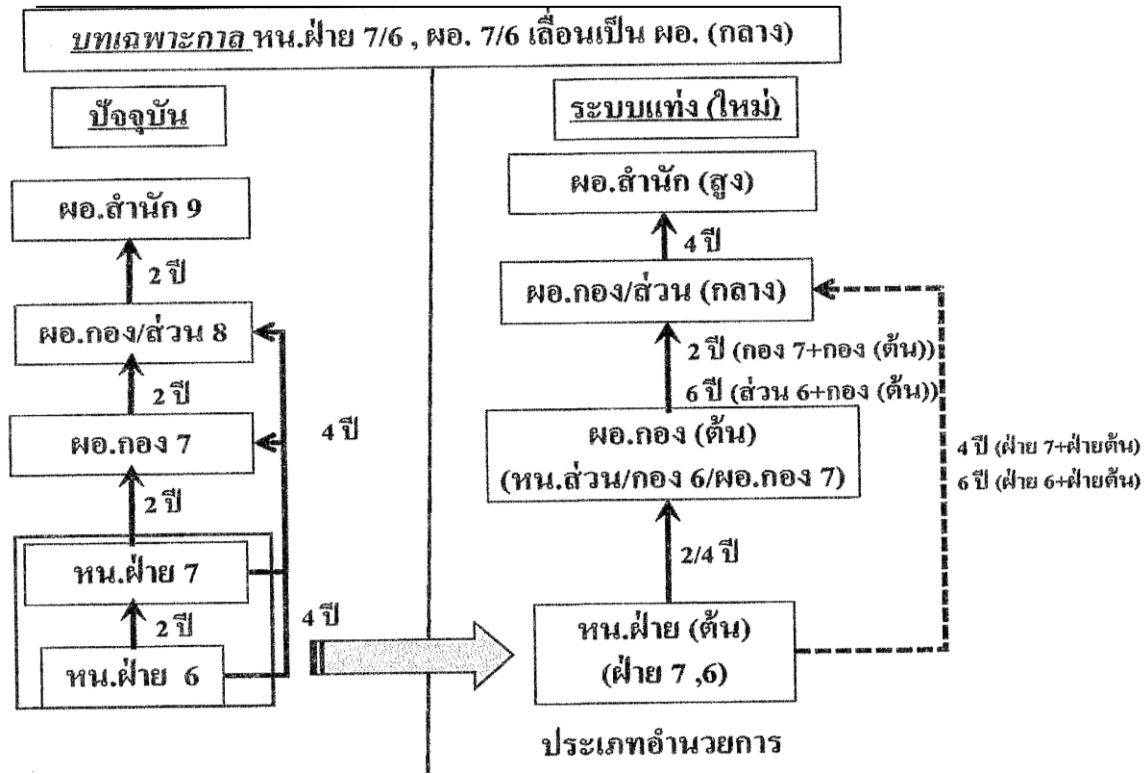 บทเฉพาะกาล หน.ฝ่าย 7/6 , ผอ. 7/6 เลื่อนเป็น ผอ. (กลาง)
ปัจจุบัน
ผอ.สำนัก 9
2 ปี
ผอ.กอง/ส่วน 8
2 ปี
4 ปี
ผอ.กอง 7
2 ปี
หน.ฝ่าย 7
2 ปี
4 ปี
หน.ฝ่าย 6
ระบบแท่ง (ใหม่)
ผอ.สำนัก (สูง)
4 ปี
ผอ.กอง/ส่วน (กลาง)
2 ปี (กอง 7+กอง (ต้น))
6 ปี (ส่วน 6+กอง (ต้น))
ผอ.กอง (ต้น)
(หน.ส่วน/กอง 6/ผอ.กอง 7)
4 ปี (ฝ่าย 7+ฝ่ายต้น)
6 ปี (ฝ่าย 6+ฝ่ายต้น)
2/4 ปี
หน.ฝ่าย (ต้น)
(ฝ่าย 7 ,6)
ประเภทอำนวยการ